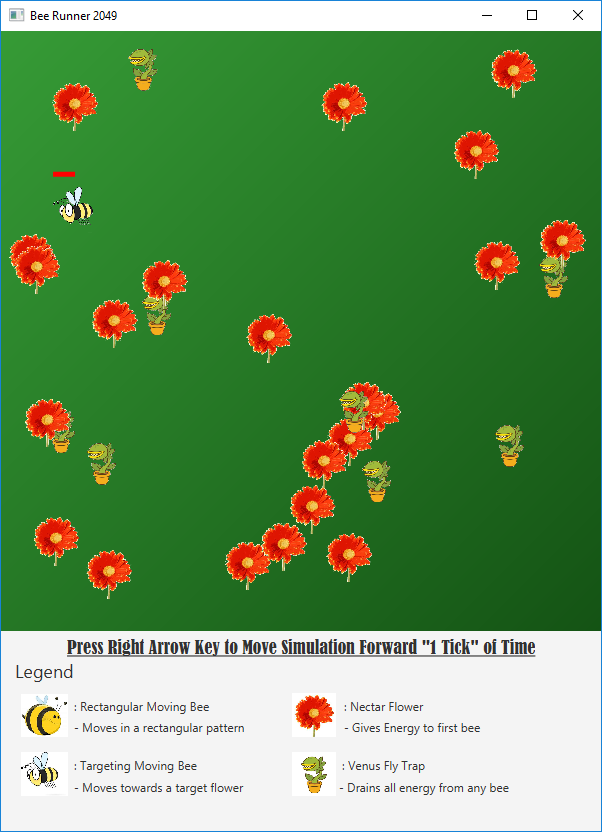 Bee Runner 2049
Press Right Arrow Key to Move Simulation Forward "1 Tick" of Time
Legend
: Rectangular Moving Bee
- Moves in a rectangular pattern
: Nectar Flower
- Gives Energy to first bee
: Targeting Moving Bee
- Moves towards a target flower
: Venus Fly Trap
- Drains all energy from any bee